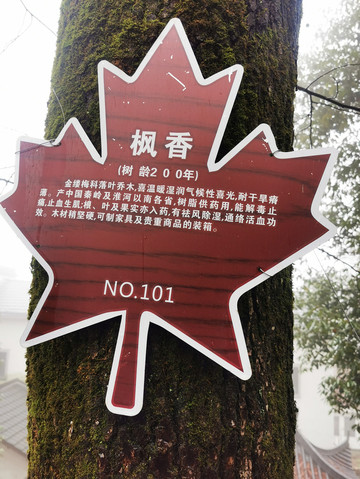 枫香
(树 龄200年)
金缕梅科落叶乔木,喜温暖湿润气候性喜光,耐干旱瘠
薄。产中国秦岭及淮河以南各省,树脂供药用,能解毒止
痛,止血生肌;根、叶及果实亦入药,有祛风除湿,通络活血功
效。木材稍坚硬,可制家具及贵重商品的装箱。
NO.101